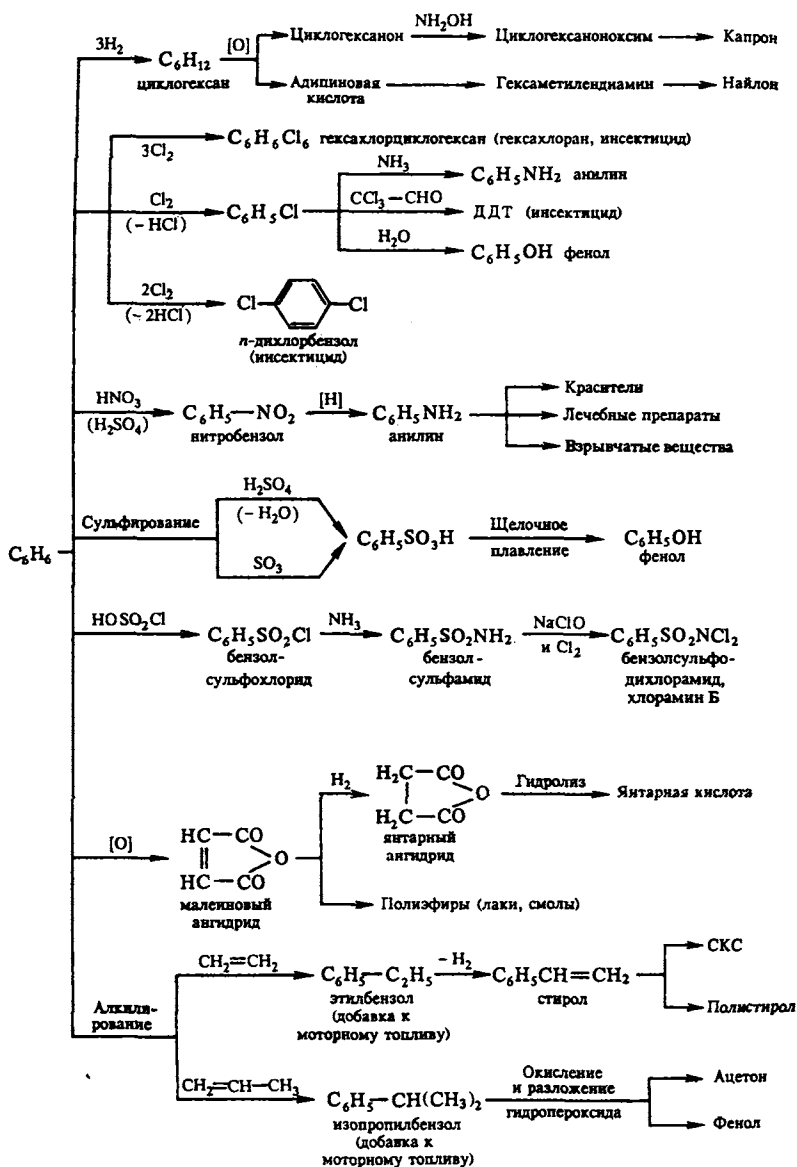 3H₂
C₆H₁₂
циклогексан
[O]
Циклогексанон
NH₂OH
Циклогексаноноксим
Капрон
Адипиновая
кислота
Гексаметилендиамин
Найлон
3Cl₂
C₆H₆Cl₆ гексахлорциклогексан (гексахлоран, инсектицид)
Cl₂
(−HCl)
C₆H₅Cl
NH₃
C₆H₅NH₂ анилин
CCl₃—CHO
ДДТ (инсектицид)
H₂O
C₆H₅OH фенол
2Cl₂
(−2HCl)
Cl Cl
п-дихлорбензол
(инсектицид)
HNO₃
(H₂SO₄)
C₆H₅—NO₂
нитробензол
[H]
C₆H₅NH₂
анилин
Красители
Лечебные препараты
Взрывчатые вещества
C₆H₆
Сульфирование
H₂SO₄
(−H₂O)
SO₃
C₆H₅SO₃H
Щелочное
плавление
C₆H₅OH
фенол
HOSO₂Cl
C₆H₅SO₂Cl
бензол-
сульфохлорид
NH₃
C₆H₅SO₂NH₂
бензол-
сульфамид
NaClO
и Cl₂
C₆H₅SO₂NCl₂
бензолсульфо-
дихлорамид,
хлорамин Б
[O]
HC—CO
O
HC—CO
малеиновый
ангидрид
H₂
H₂C—CO
O
H₂C—CO
янтарный
ангидрид
Гидролиз
Янтарная кислота
Полиэфиры (лаки, смолы)
Алкили-
рование
CH₂=CH₂
C₆H₅—C₂H₅
этилбензол
(добавка к
моторному топливу)
−H₂
C₆H₅CH=CH₂
стирол
СКС
Полистирол
CH₂=CH—CH₃
C₆H₅—CH(CH₃)₂
изопропилбензол
(добавка к
моторному топливу)
Окисление
и разложение
гидропероксида
Ацетон
Фенол